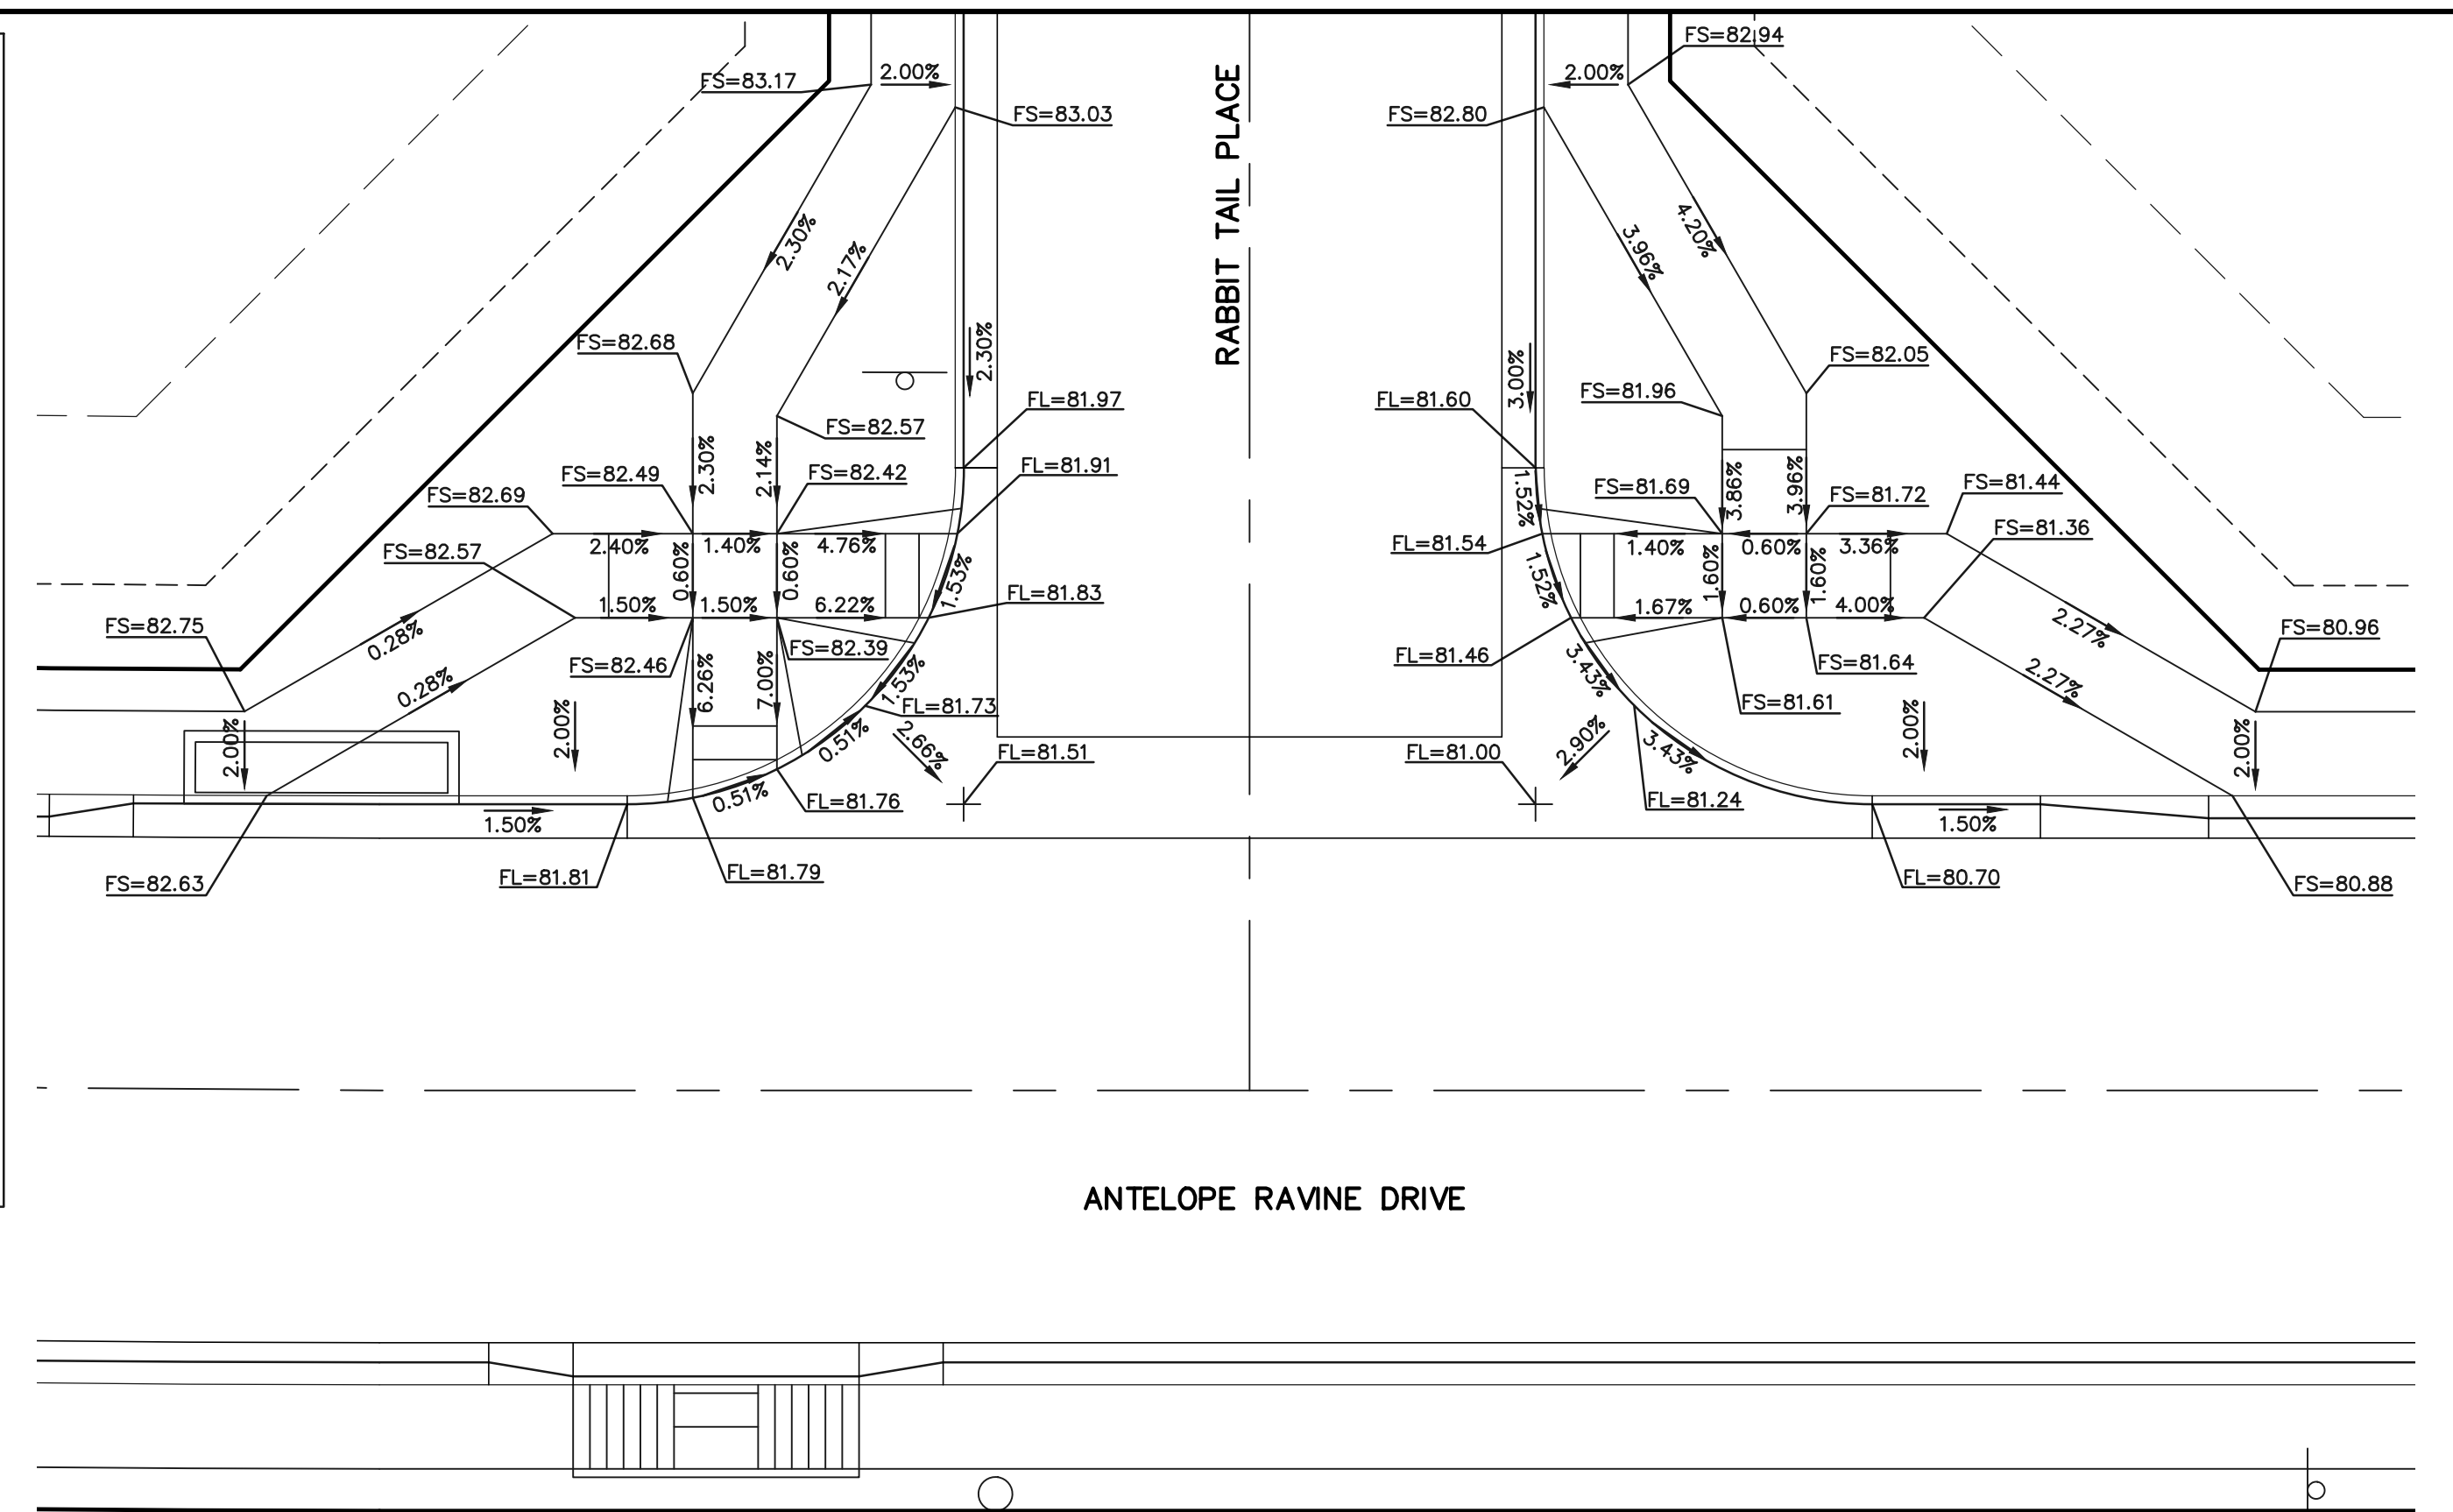 FS=83.17
2.00%
FS=83.03
RABBIT TAIL PLACE
FS=82.80
2.00%
FS=82.94
2.30%
2.17%
3.96%
4.20%
FS=82.68
2.30%
3.00%
FS=82.05
FL=81.97
FL=81.60
FS=81.96
FS=82.57
FS=82.69
FS=82.49
2.30%
2.14%
FS=82.42
FL=81.91
1.52%
FS=81.69
3.86%
3.96%
FS=81.72
FS=81.44
FS=82.57
2.40%
1.40%
4.76%
FL=81.54
1.40%
0.60%
3.36%
FS=81.36
0.60%
0.60%
1.53%
1.52%
1.60%
1.60%
FL=81.83
FS=82.75
1.50%
1.50%
6.22%
1.67%
0.60%
4.00%
0.28%
0.28%
FS=82.46
FS=82.39
FL=81.46
FS=81.64
2.27%
FS=80.96
6.26%
7.00%
1.53%
3.43%
FS=81.61
2.27%
FL=81.73
2.00%
2.00%
0.51%
2.66%
FL=81.51
FL=81.00
2.90%
3.43%
2.00%
2.00%
0.51%
FL=81.76
FL=81.24
1.50%
1.50%
FS=82.63
FL=81.81
FL=81.79
FL=80.70
FS=80.88
ANTELOPE RAVINE DRIVE